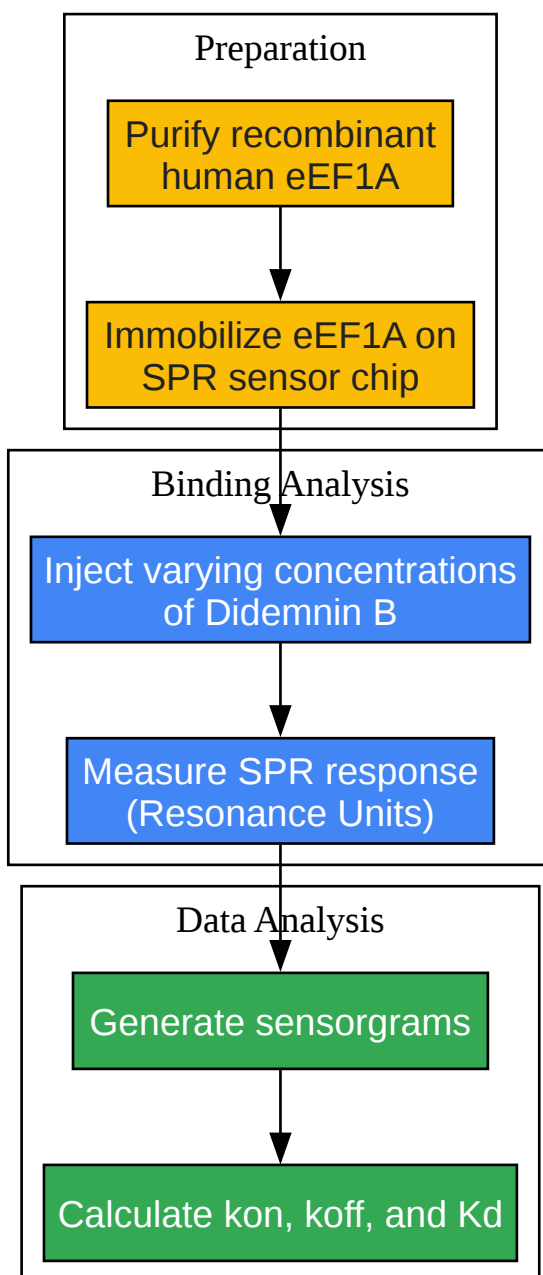 Preparation
Purify recombinant
human eEF1A
Immobilize eEF1A on
SPR sensor chip
Binding Analysis
Inject varying concentrations
of Didemnin B
Measure SPR response
(Resonance Units)
Data Analysis
Generate sensorgrams
Calculate kon, koff, and Kd